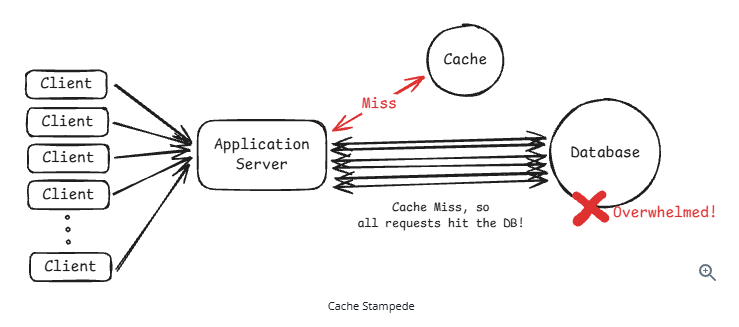 Cache
Client
Miss
Client
Application
Server
Client
Database
Client
Cache Miss, so
all requests hit the DB!
Overwhelmed!
Client
Cache Stampede